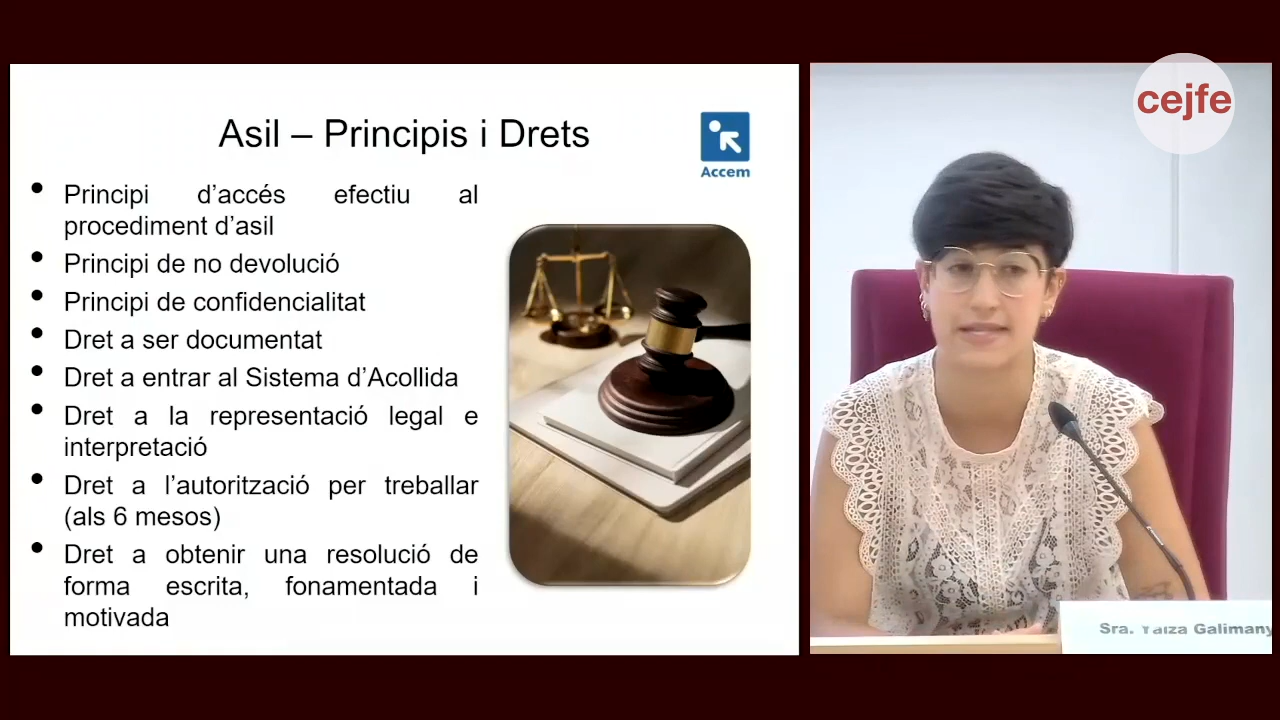 cejfe
Asil – Principis i Drets
Accem
• Principi d’accés efectiu al
procediment d’asil
• Principi de no devolució
• Principi de confidencialitat
• Dret a ser documentat
• Dret a entrar al Sistema d’Acollida
• Dret a la representació legal e
interpretació
• Dret a l’autorització per treballar
(als 6 mesos)
• Dret a obtenir una resolució de
forma escrita, fonamentada i
motivada
Sra. Yaiza Galimany